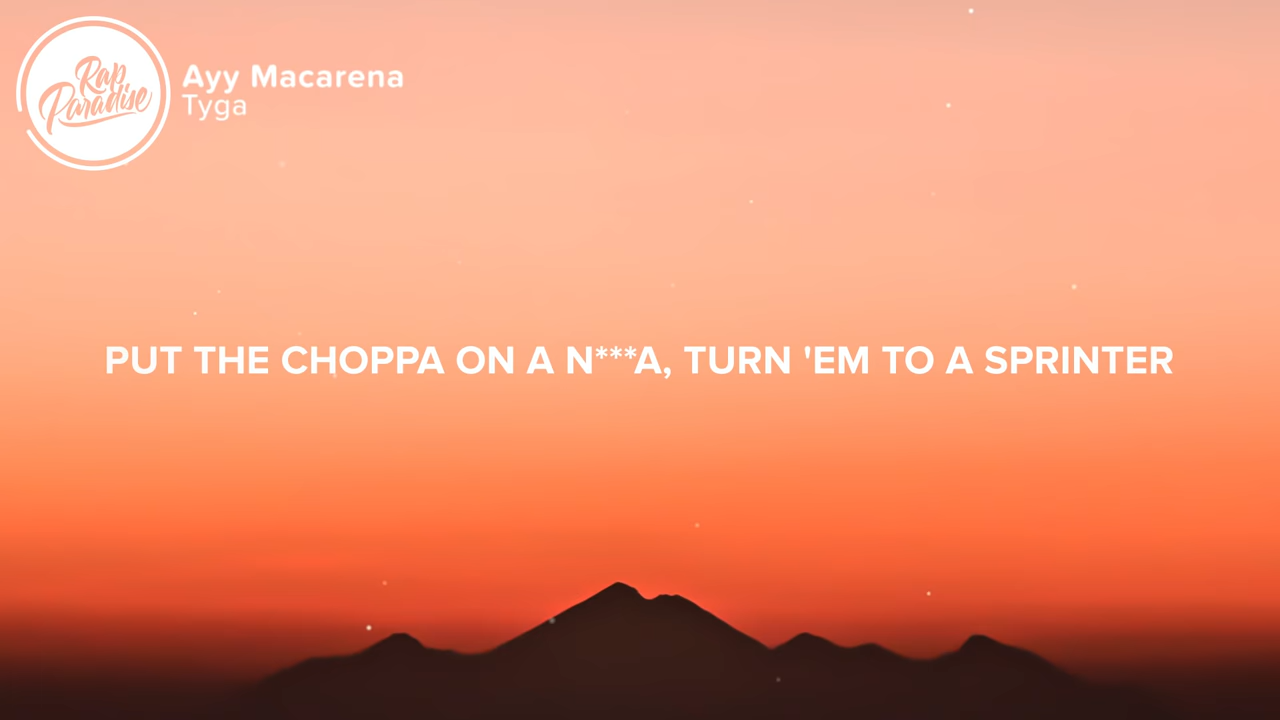 Rap
Paradise
Ayy Macarena
Tyga
PUT THE CHOPPA ON A N***A, TURN 'EM TO A SPRINTER